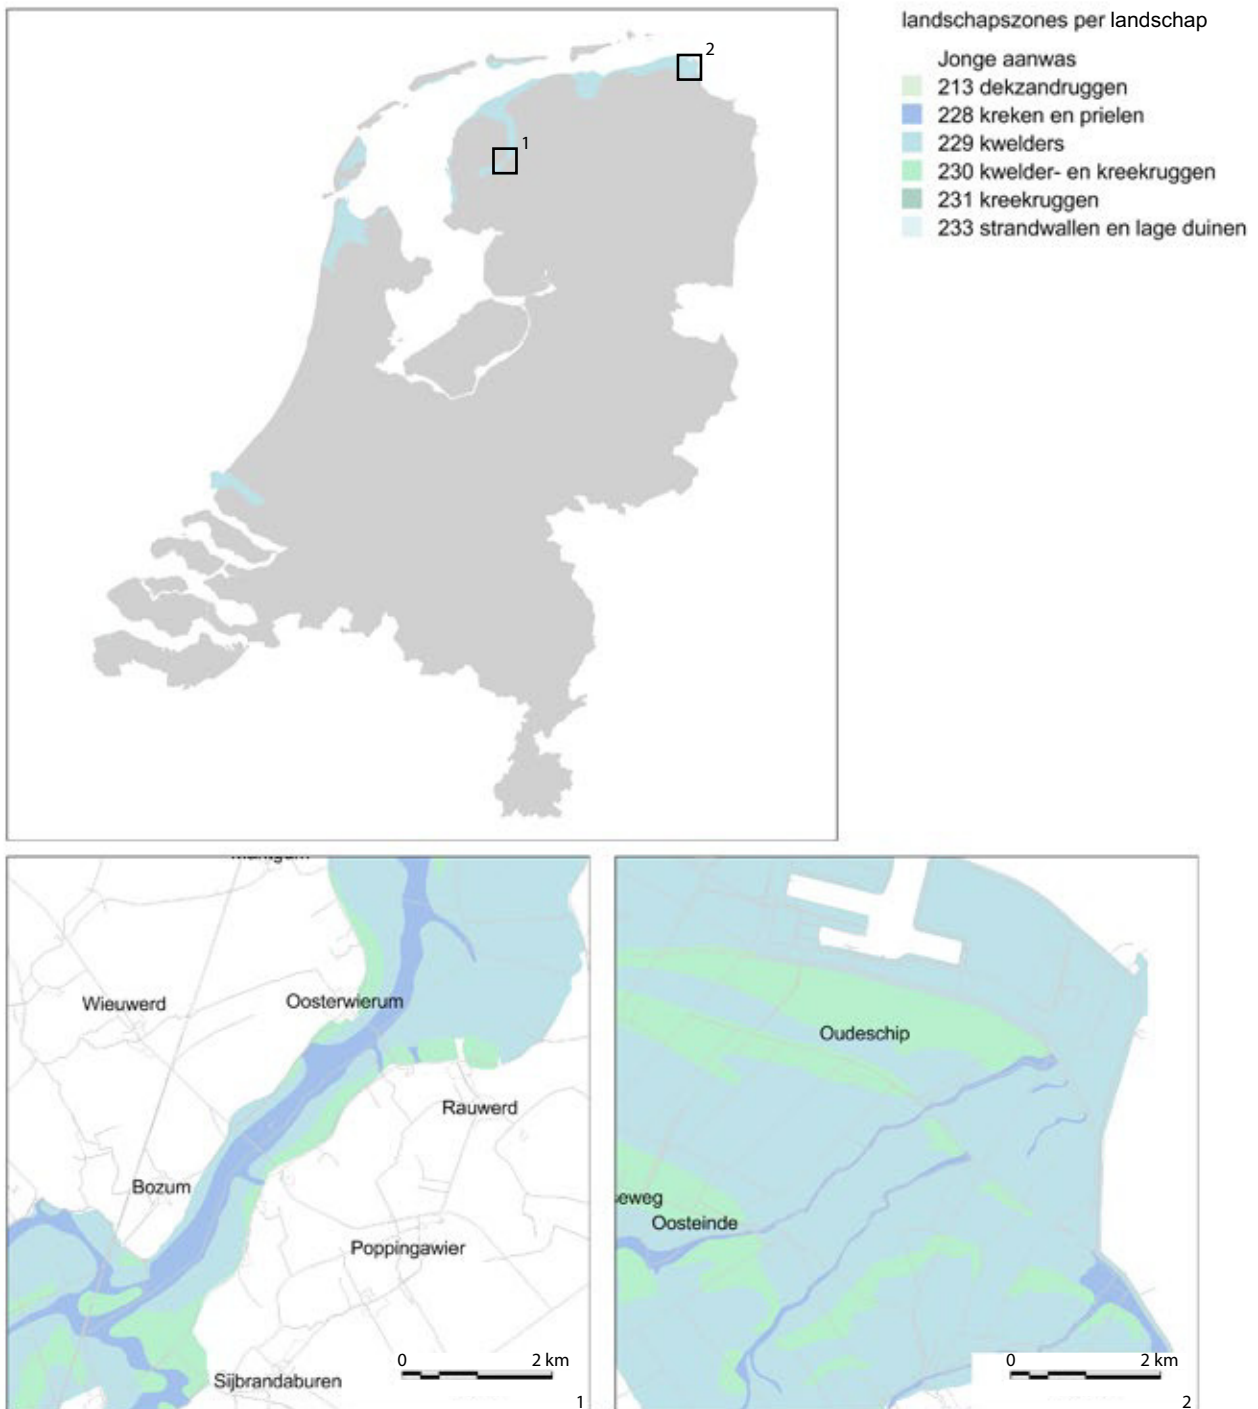 landschapszones per landschap
Jonge aanwas
213 dekzandruggen
228 kreken en prielen
229 kwelders
230 kwelder- en kreekruggen
231 kreekruggen
233 strandwallen en lage duinen
2
1
Wieuwerd
Oosterwierum
Rauwerd
Bozum
Poppingawier
Sijbrandaburen
0 2 km
1
Oudeschip
seweg
Oosteinde
0 2 km
2